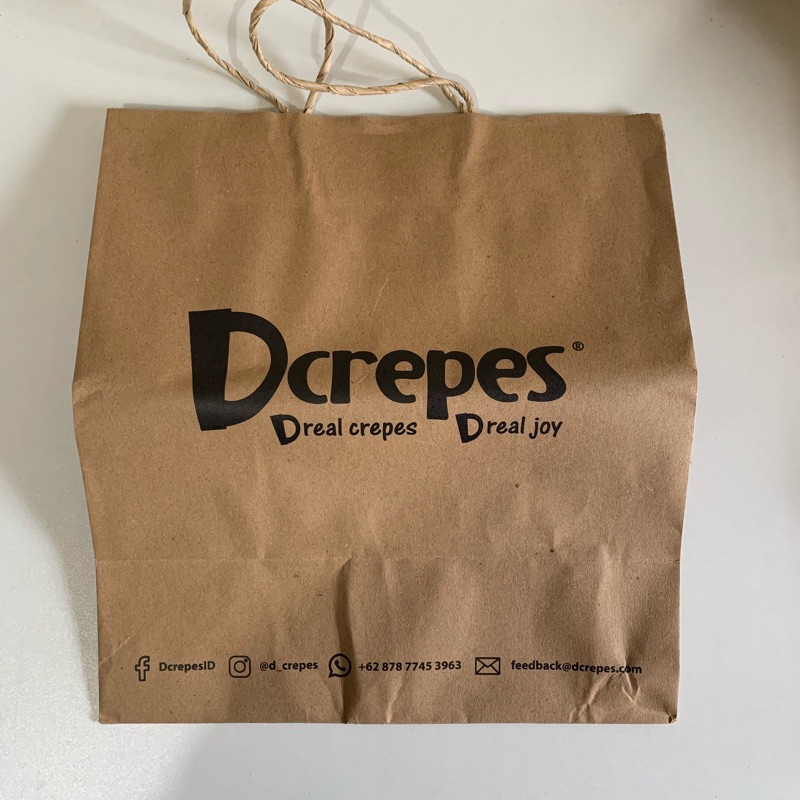 Dcrepes®
Dreal crepes Dreal joy
DcrepesID @d_crepes +62 878 7745 3963 feedback@dcrepes.com